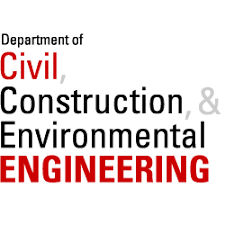 Department of
Civil,
Construction, &
Environmental
ENGINEERING